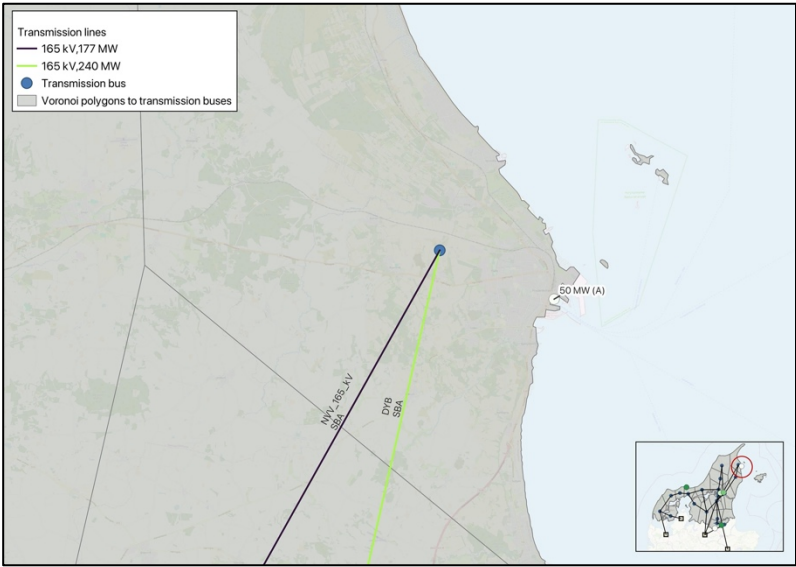 Transmission lines
165 kV,177 MW
165 kV,240 MW
Transmission bus
Voronoi polygons to transmission buses
50 MW (A)
NVV_165_kV
SBA
DYB
SBA